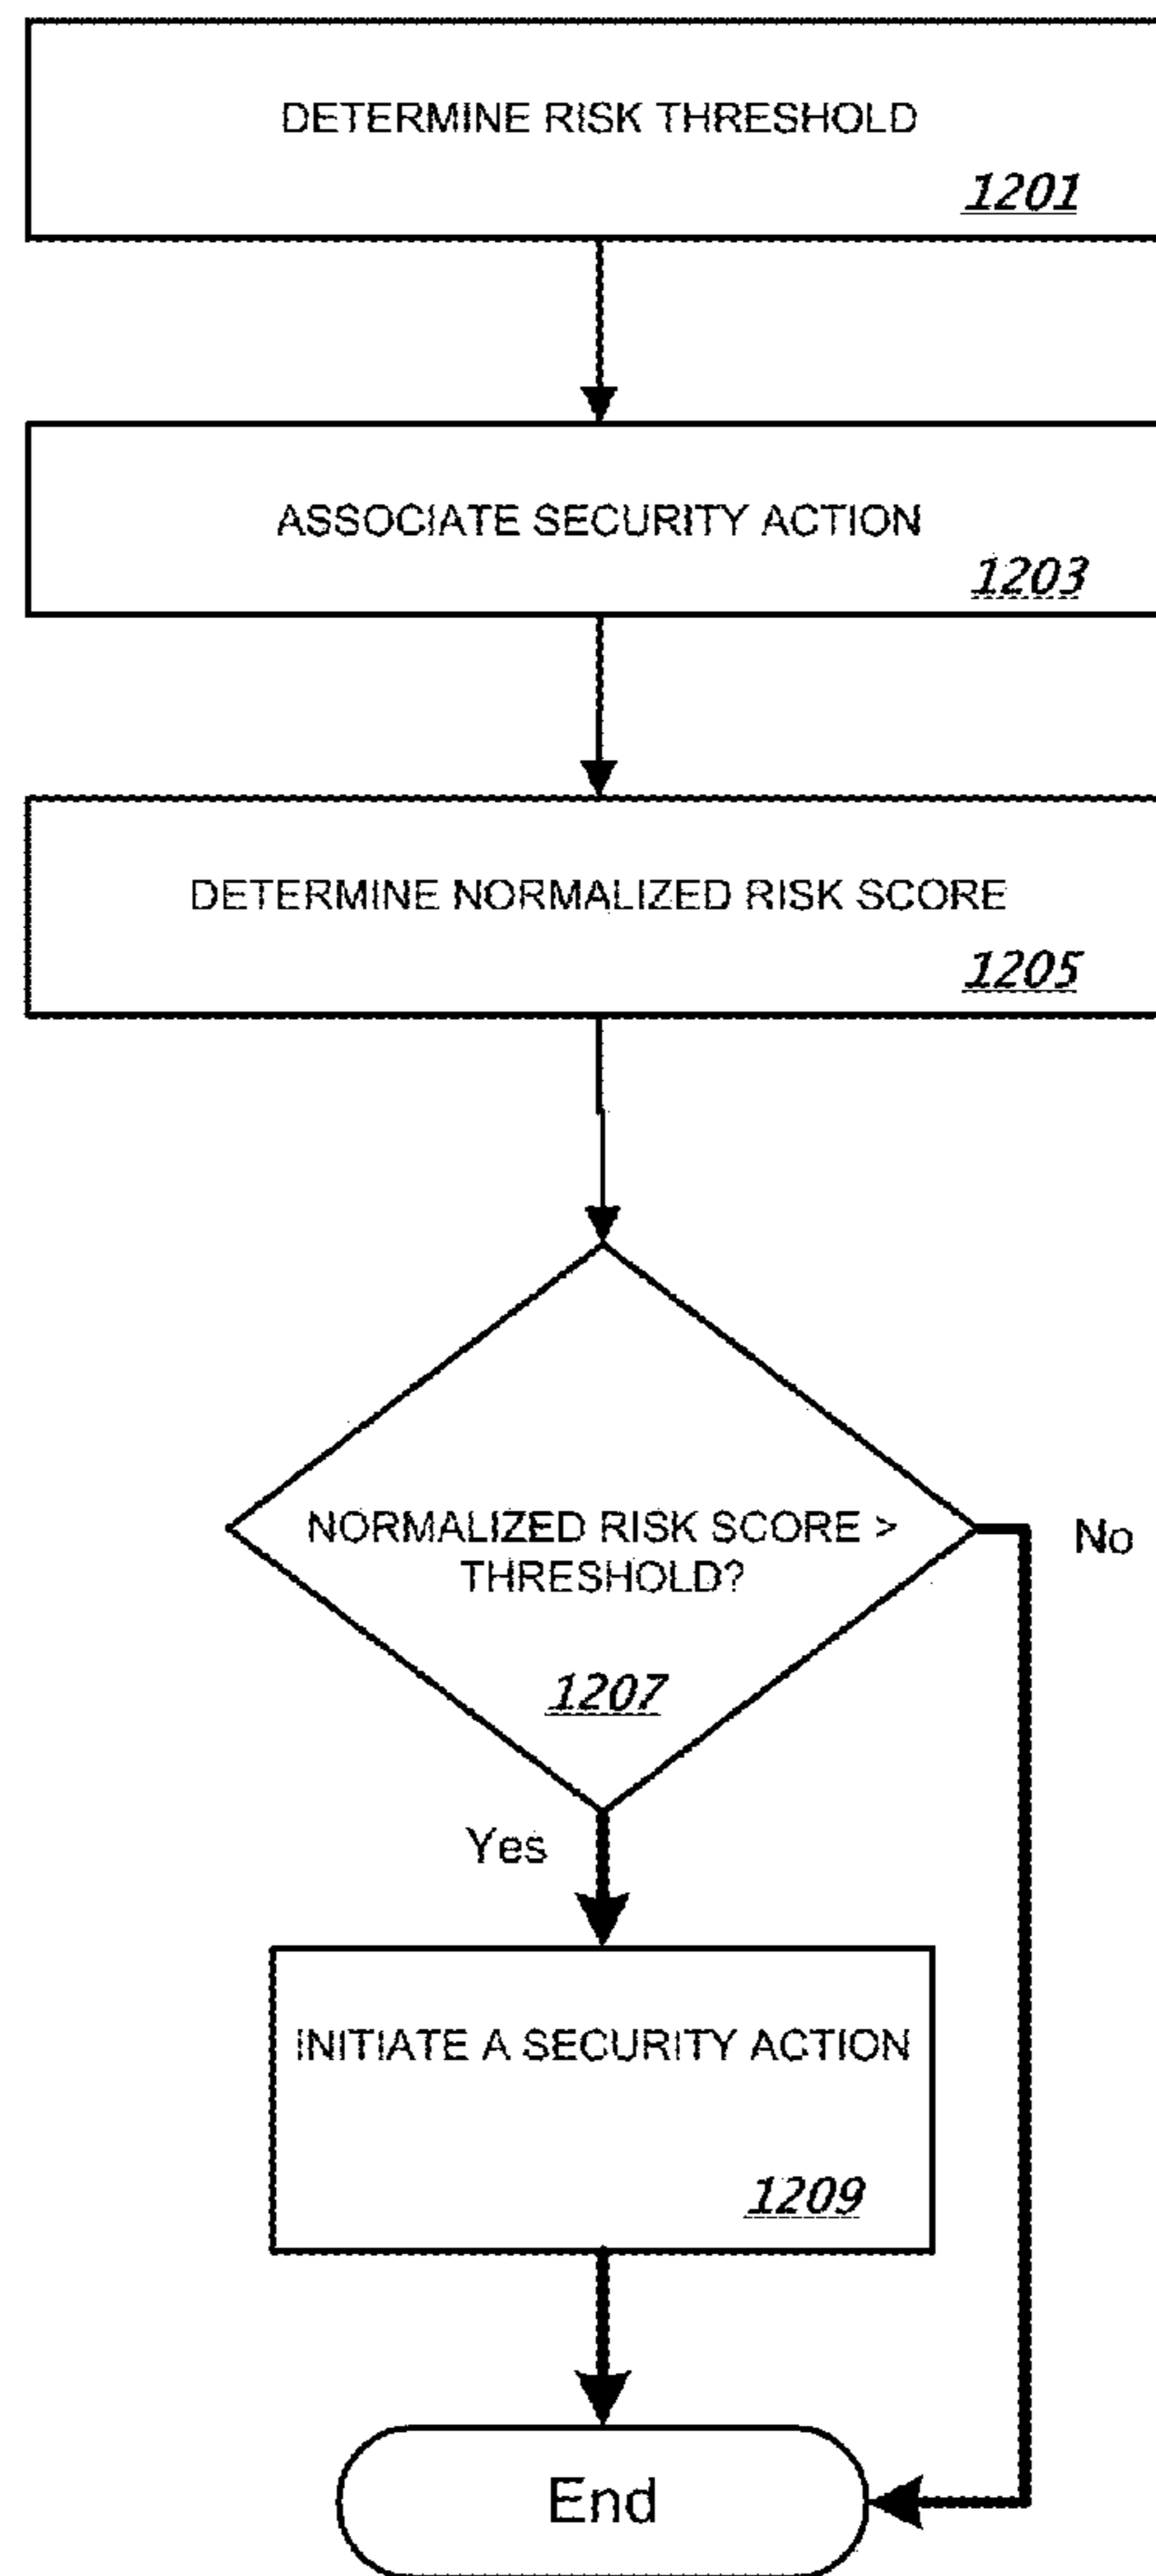 DETERMINE RISK THRESHOLD
1201
ASSOCIATE SECURITY ACTION
1203
DETERMINE NORMALIZED RISK SCORE
1205
NORMALIZED RISK SCORE >
THRESHOLD?
No
1207
Yes
INITIATE A SECURITY ACTION
1209
End